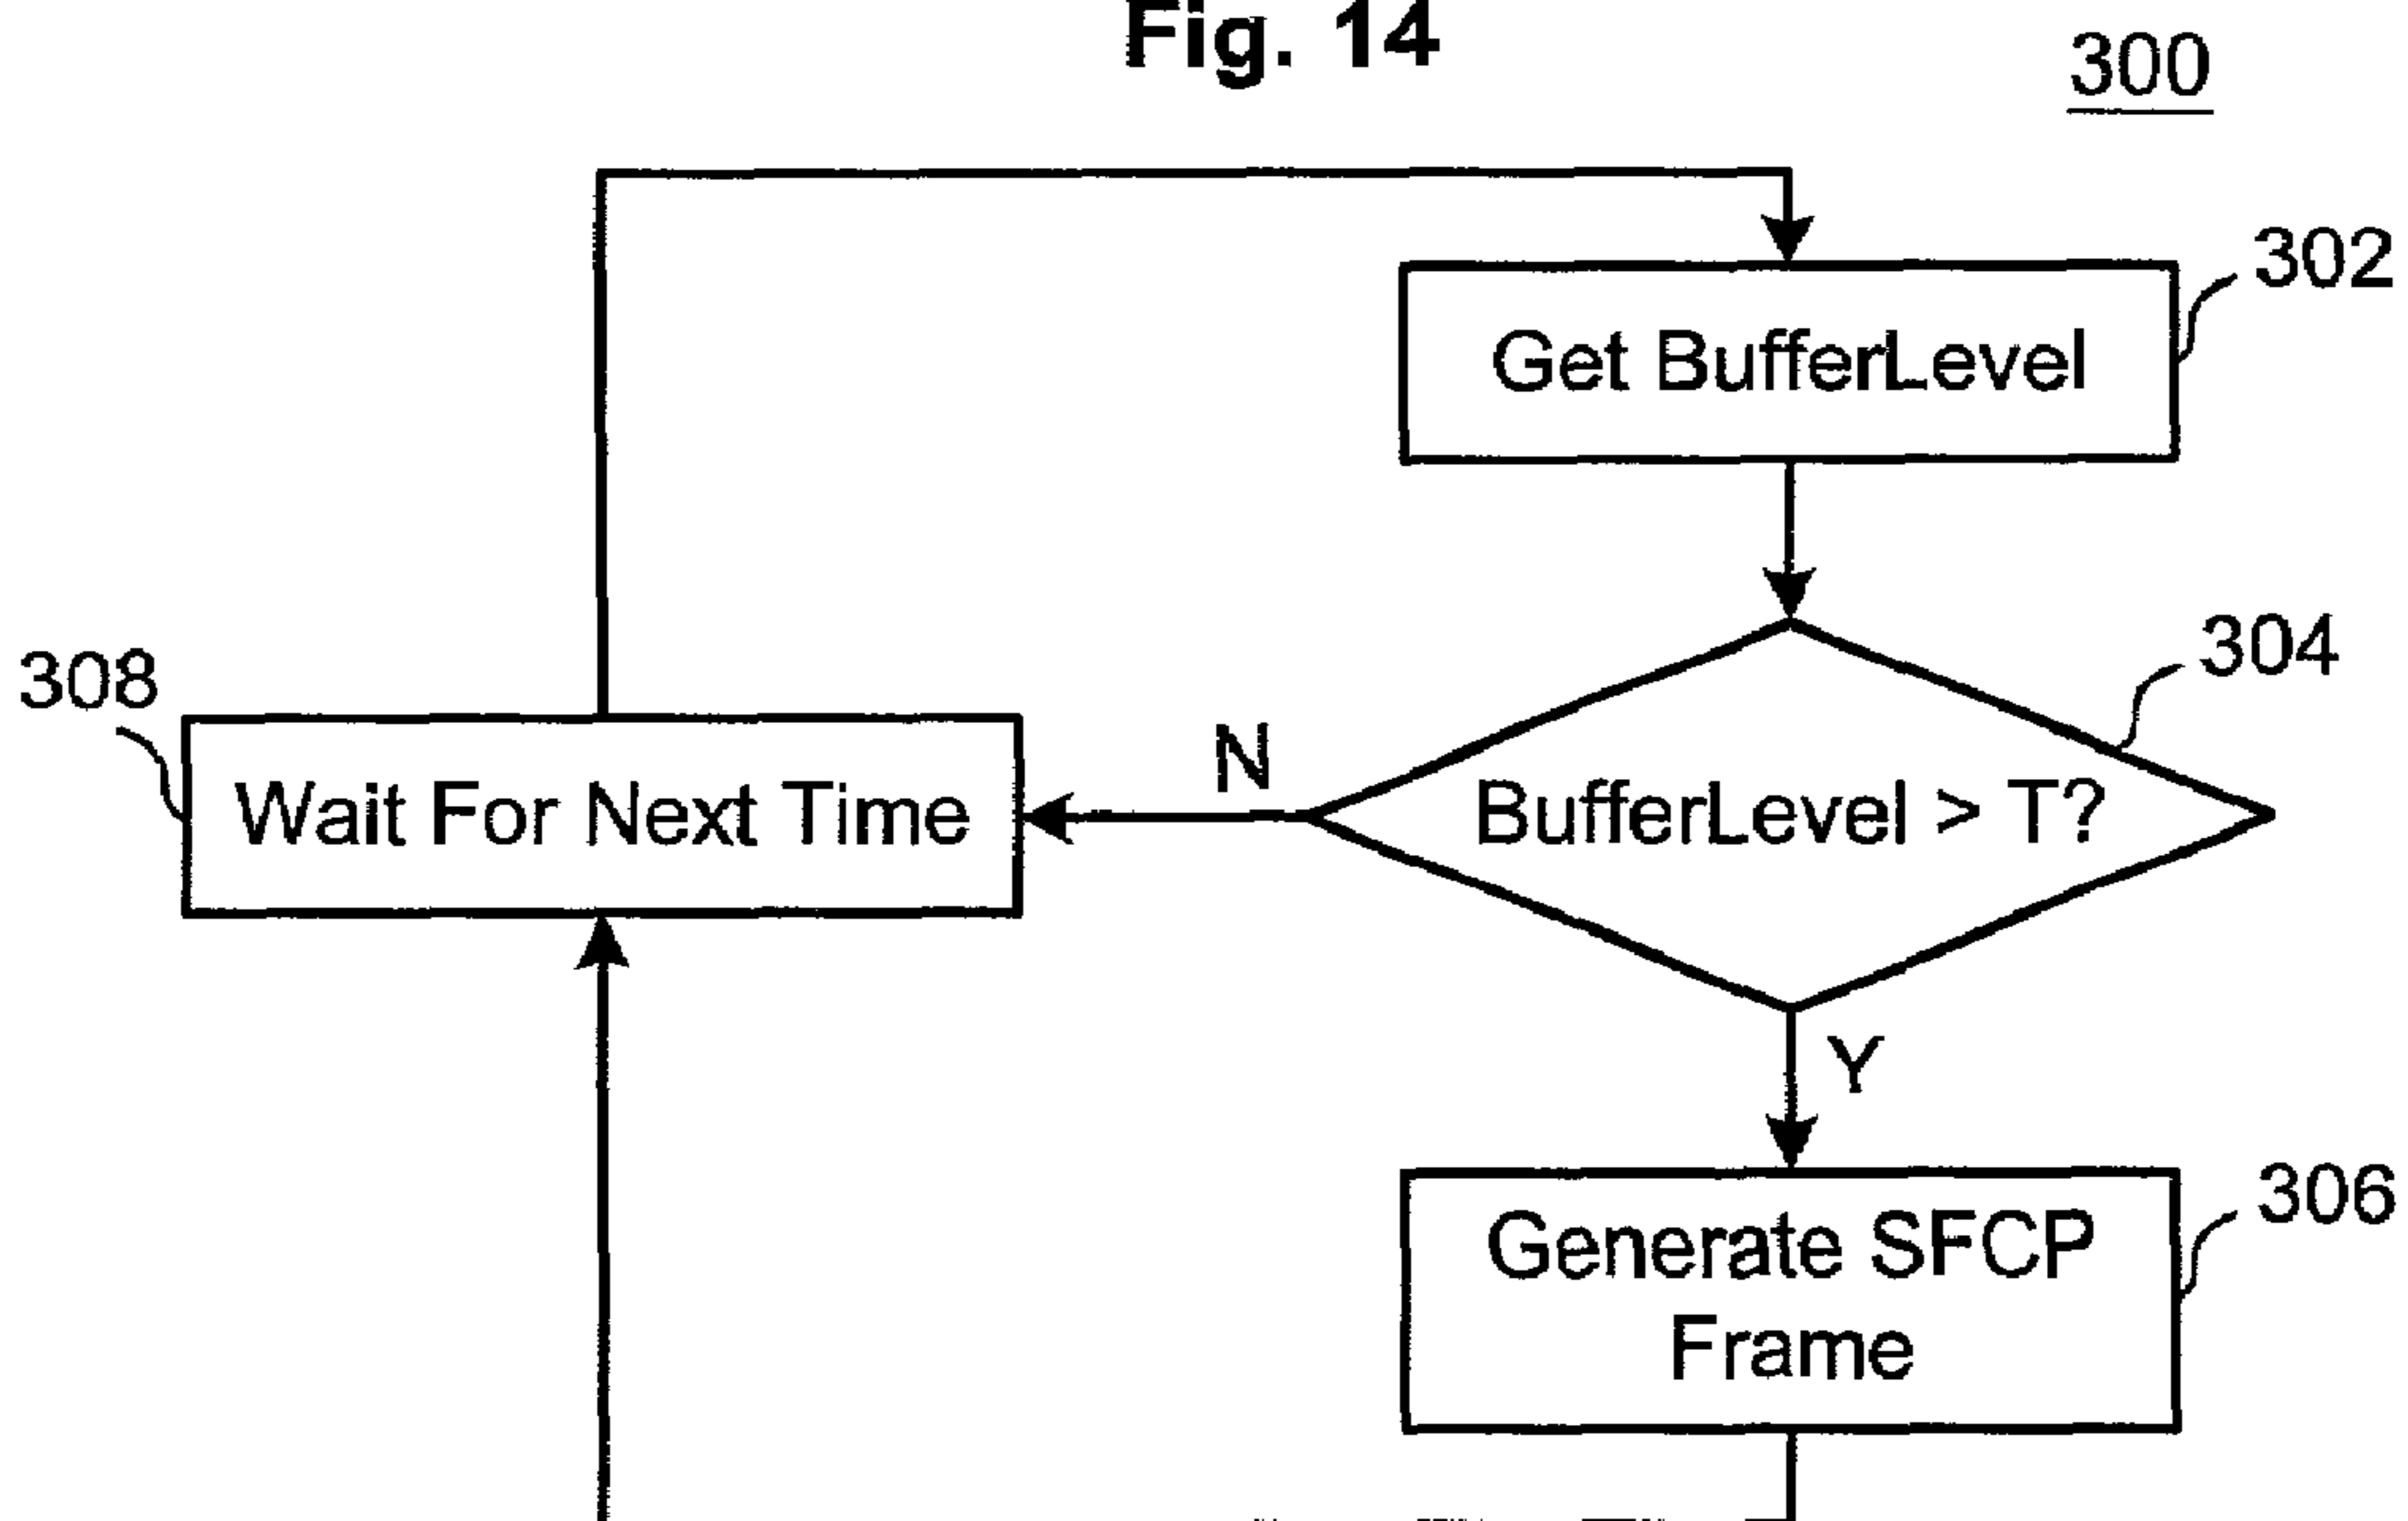 Fig. 14
300
302
Get BufferLevel
304
308
N
Wait For Next Time
BufferLevel > T?
Y
306
Generate SFCP
Frame